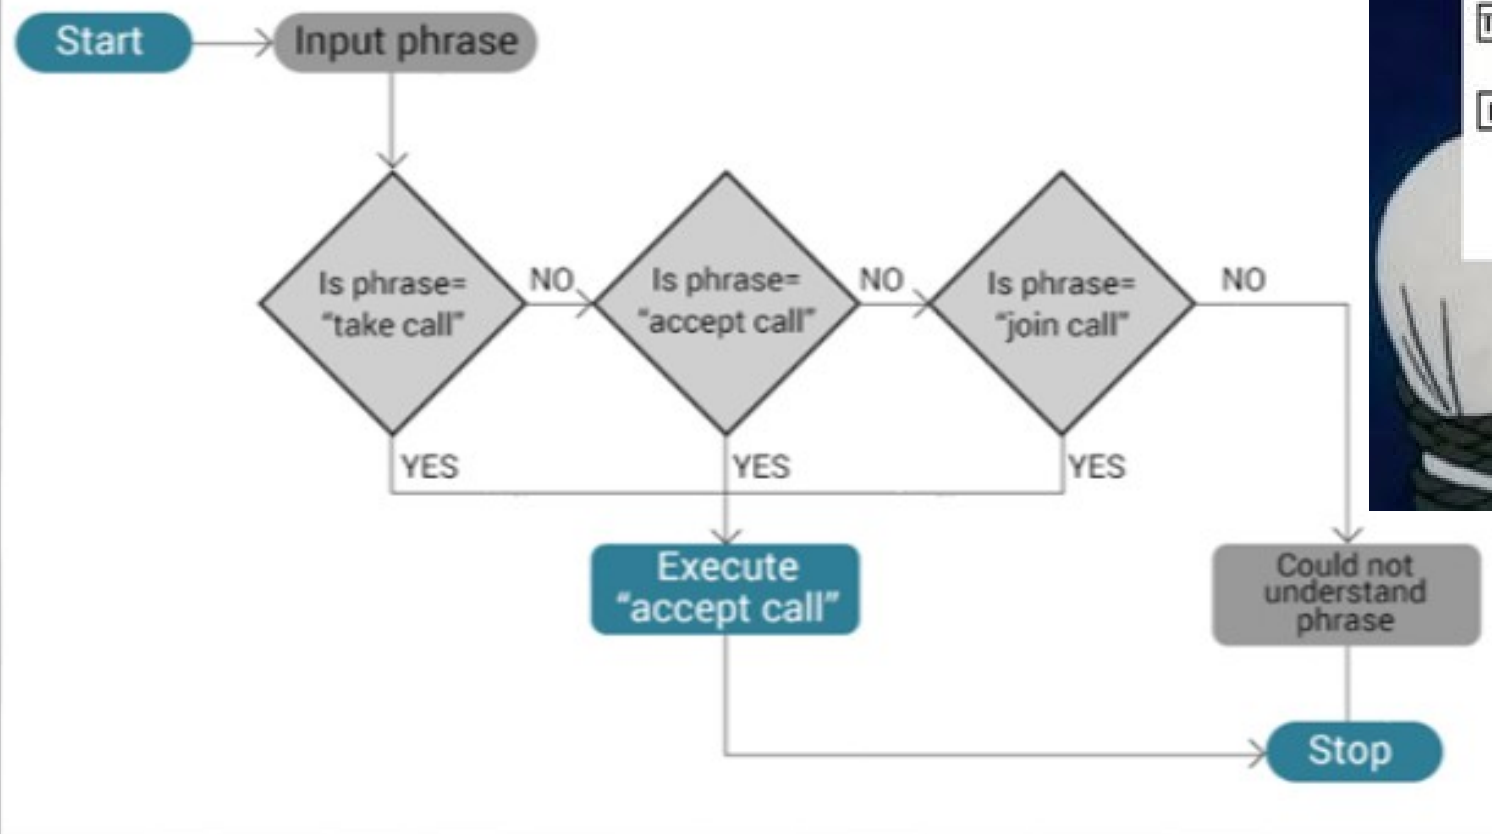 Start
Input phrase
Is phrase=
“take call”
NO
Is phrase=
“accept call”
NO
Is phrase=
“join call”
NO
YES
YES
YES
Execute
“accept call”
Could not
understand
phrase
Stop